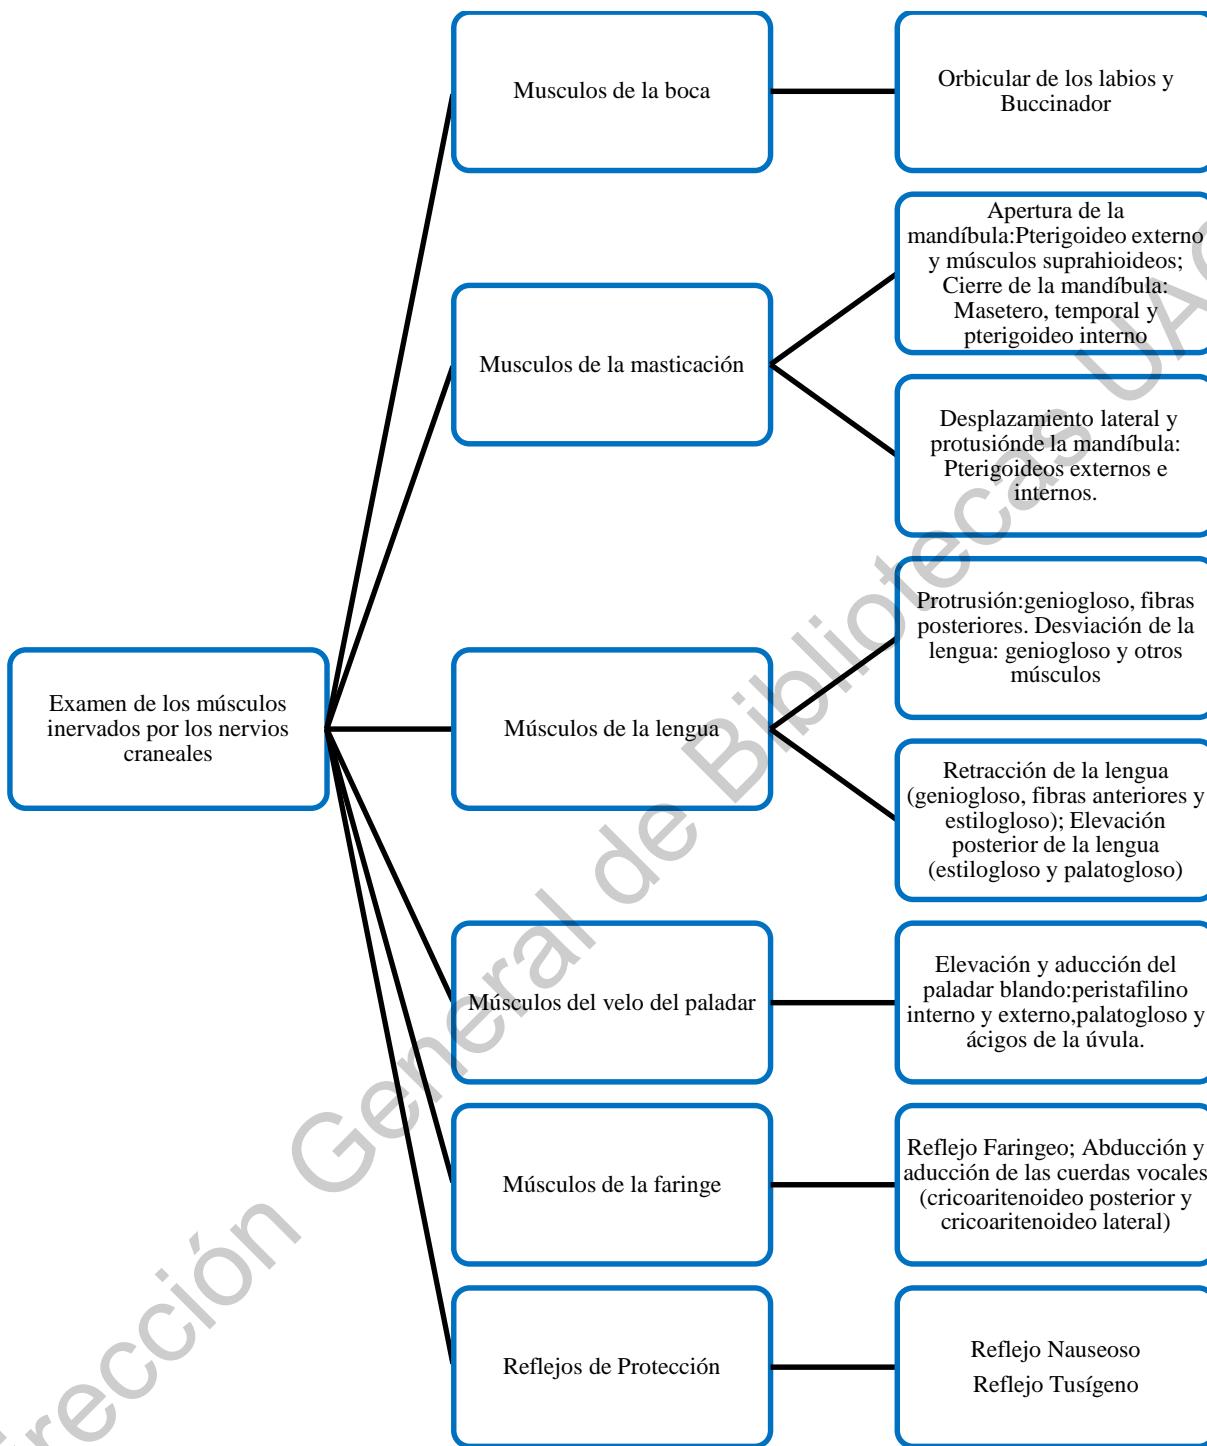 Examen de los músculos
inervados por los nervios
craneales
Musculos de la boca
Orbicular de los labios y
Buccinador
Musculos de la masticación
Apertura de la
mandíbula:Pterigoideo externo
y músculos suprahioideos;
Cierre de la mandíbula:
Masetero, temporal y
pterigoideo interno
Desplazamiento lateral y
protusiónde la mandíbula:
Pterigoideos externos e
internos.
Músculos de la lengua
Protrusión:geniogloso, fibras
posteriores. Desviación de la
lengua: geniogloso y otros
músculos
Retracción de la lengua
(geniogloso, fibras anteriores y
estilogloso); Elevación
posterior de la lengua
(estilogloso y palatogloso)
Músculos del velo del paladar
Elevación y aducción del
paladar blando:peristafilino
interno y externo,palatogloso y
ácigos de la úvula.
Músculos de la faringe
Reflejo Faringeo; Abducción y
aducción de las cuerdas vocales
(cricoaritenoideo posterior y
cricoaritenoideo lateral)
Reflejos de Protección
Reflejo Nauseoso
Reflejo Tusígeno
rección General de Bibliotecas UA